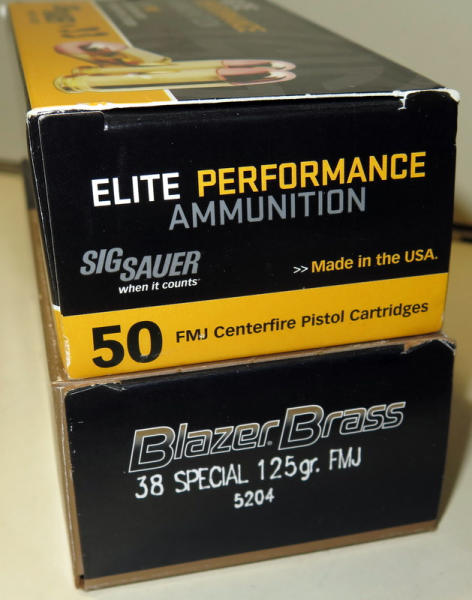 ELITE PERFORMANCE
AMMUNITION
SIG SAUER
when it counts
>> Made in the USA.
50 FMJ Centerfire Pistol Cartridges
Blazer Brass
38 SPECIAL 125gr. FMJ
5204